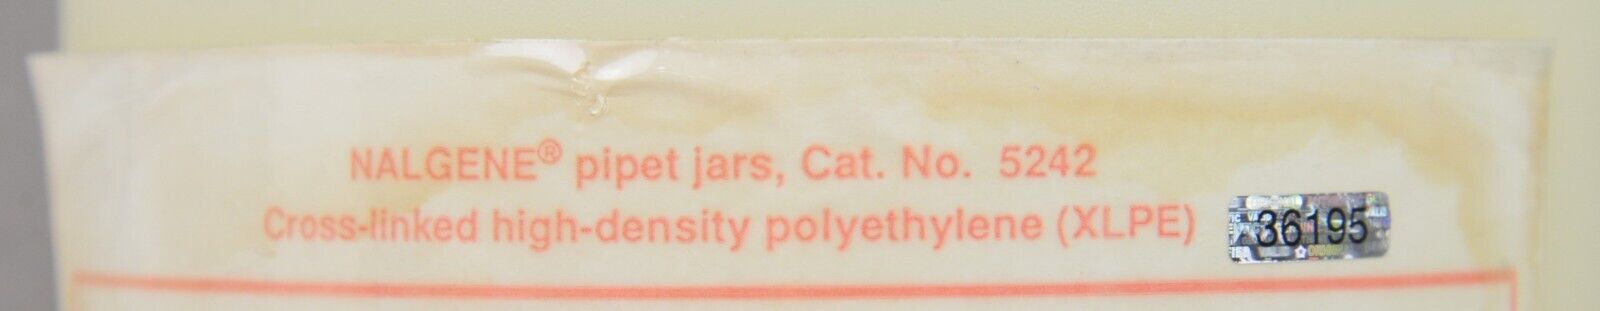 NALGENE® pipet jars, Cat. No. 5242
Cross-linked high-density polyethylene (XLPE)
36195